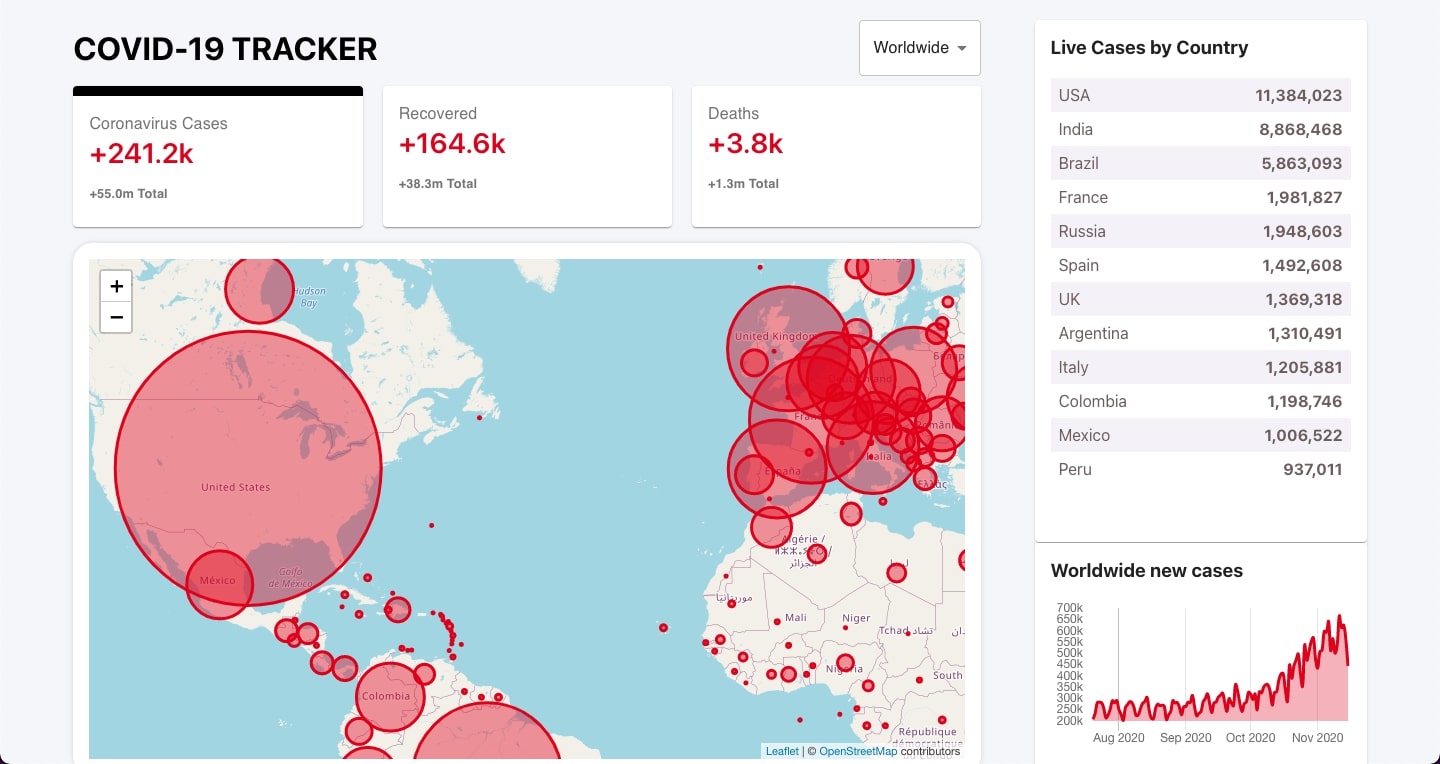 COVID-19 TRACKER
Worldwide
Coronavirus Cases
+241.2k
+55.0m Total
Recovered
+164.6k
+38.3m Total
Deaths
+3.8k
+1.3m Total
+
−
Hudson
Bay
United Kingdom
Deutschland
România
Italia
España
Ελλάς
United States
Golfo
de México
México
Algérie /
موريتانيا
Mali
Niger
Tchad تشاد
Nigeria
South
Colombia
République
démocratique
Leaflet | © OpenStreetMap contributors
Live Cases by Country
USA 11,384,023
India 8,868,468
Brazil 5,863,093
France 1,981,827
Russia 1,948,603
Spain 1,492,608
UK 1,369,318
Argentina 1,310,491
Italy 1,205,881
Colombia 1,198,746
Mexico 1,006,522
Peru 937,011
Worldwide new cases
700k
650k
600k
550k
500k
450k
400k
350k
300k
250k
200k
Aug 2020 Sep 2020 Oct 2020 Nov 2020